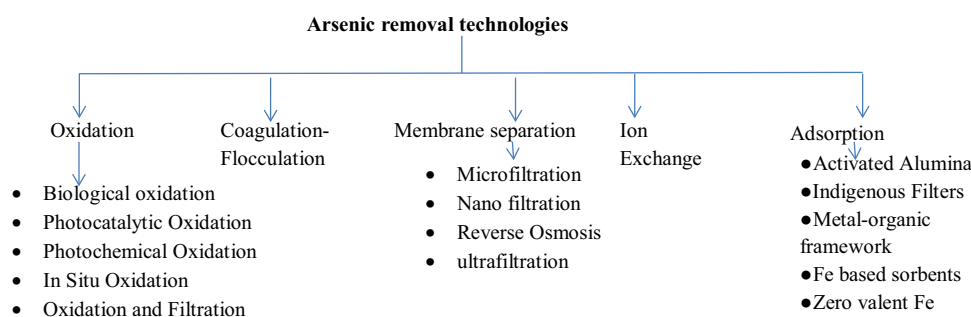 Arsenic removal technologies
Oxidation
Coagulation-
Flocculation
Membrane separation
Ion
Exchange
Adsorption
• Biological oxidation
• Photocatalytic Oxidation
• Photochemical Oxidation
• In Situ Oxidation
• Oxidation and Filtration
• Microfiltration
• Nano filtration
• Reverse Osmosis
• ultrafiltration
●Activated Alumina
●Indigenous Filters
●Metal-organic
framework
●Fe based sorbents
●Zero valent Fe